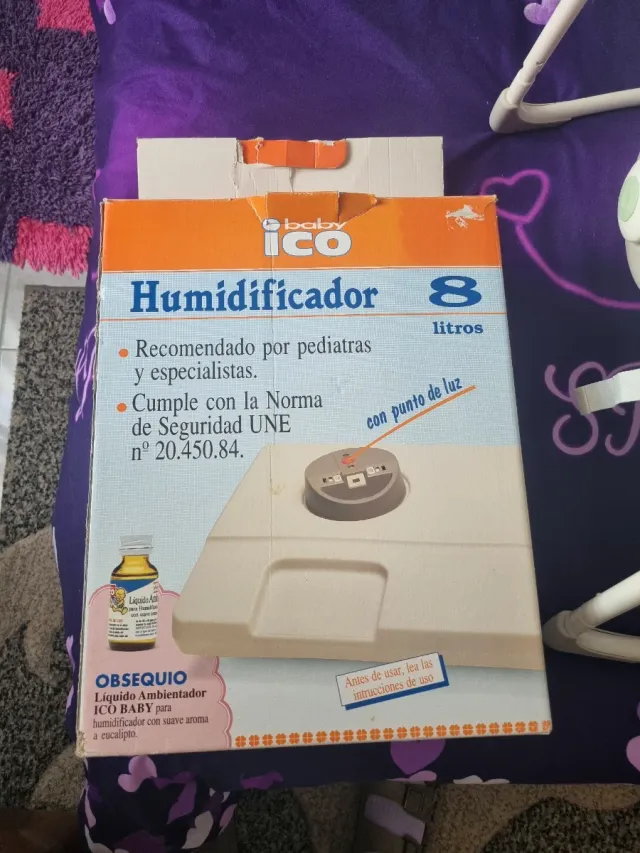 baby
ico
Humidificador
8
litros
• Recomendado por pediatras
y especialistas.
• Cumple con la Norma
de Seguridad UNE
nº 20.450.84.
con punto de luz
OBSEQUIO
Líquido Ambientador
ICO BABY para
humidificador con suave aroma
a eucalipto.
Antes de usar, lea las
intrucciones de uso